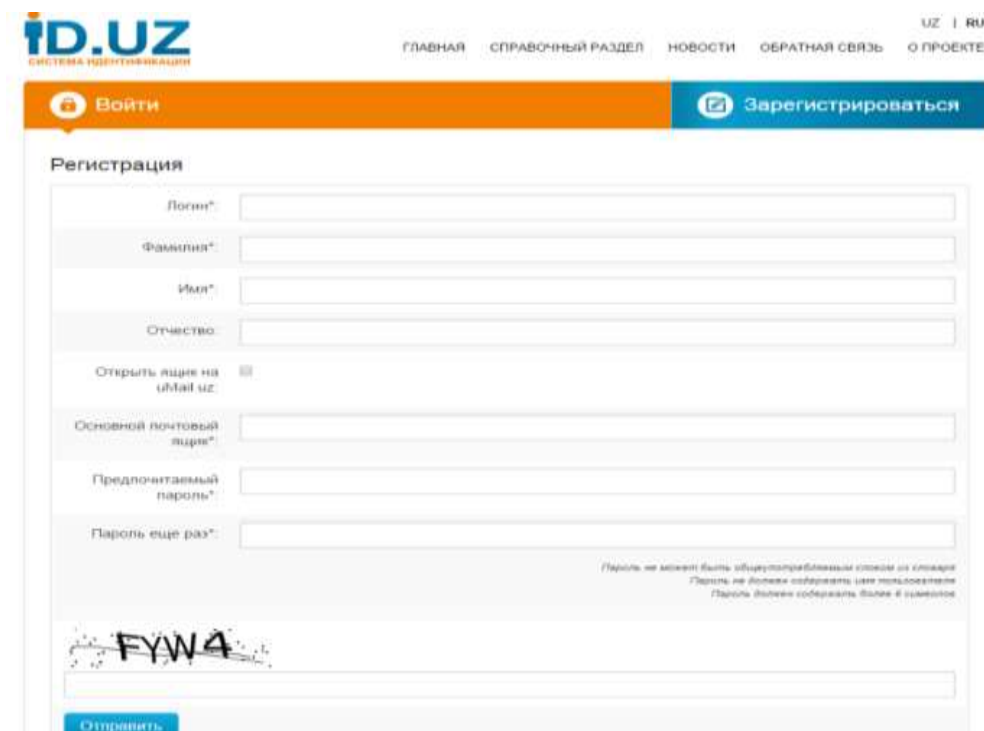 UZ | RU
iD.UZ
СИСТЕМА ИДЕНТИФИКАЦИИ
ГЛАВНАЯ СПРАВОЧНЫЙ РАЗДЕЛ НОВОСТИ ОБРАТНАЯ СВЯЗЬ О ПРОЕКТЕ
Войти
Зарегистрироваться
Регистрация
Логин*:
Фамилия*:
Имя*:
Отчество:
Открыть ящик на
uMail.uz:
Основной почтовый
ящик*:
Предпочитаемый
пароль*:
Пароль еще раз*:
Пароль не может быть общеупотребляемым словом из словаря
Пароль не должен содержать имя пользователя
Пароль должен содержать более 6 символов
FYW4
Отправить